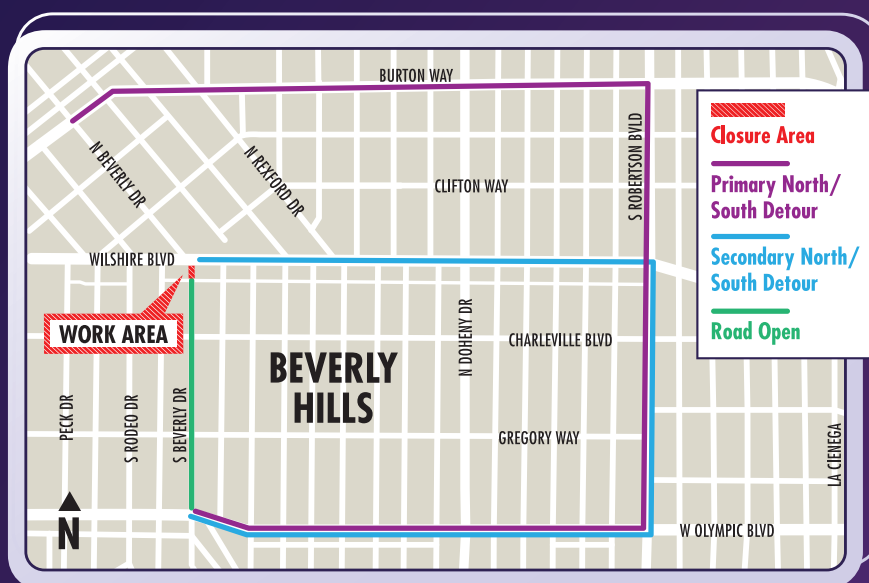 BURTON WAY
N BEVERLY DR
N REXFORD DR
CLIFTON WAY
S ROBERTSON BVLD
WILSHIRE BLVD
WORK AREA
BEVERLY
HILLS
N DOHENY DR
CHARLEVILLE BLVD
PECK DR
S RODEO DR
S BEVERLY DR
GREGORY WAY
LA CIENEGA
W OLYMPIC BLVD
N
Closure Area
Primary North/
South Detour
Secondary North/
South Detour
Road Open